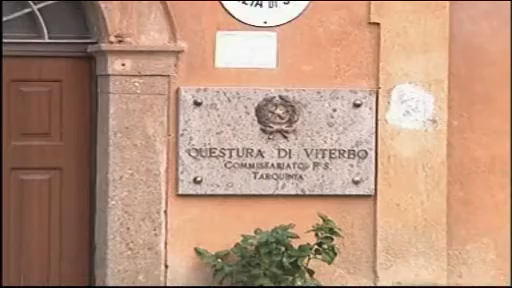 QUESTURA DI VITERBO
COMMISSARIATO P.S.
TARQUINIA